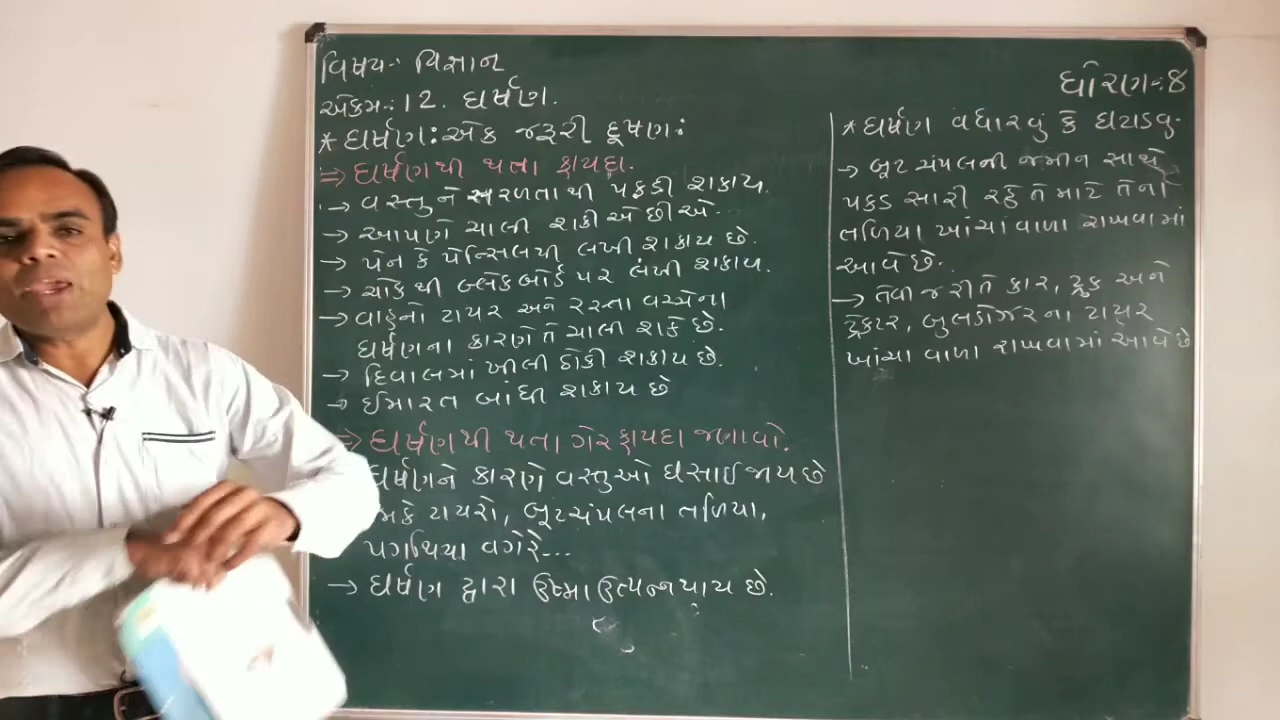 વિષય:- વિજ્ઞાન
એકમ:-12. ઘર્ષણ.
* ઘર્ષણ: એક જરૂરી દૂષણ:
⇒ ઘર્ષણથી થતા ફાયદા.
→ વસ્તુને સરળતાથી પકડી શકાય.
→ આપણે ચાલી શકીએ છીએ.
→ પેન કે પેન્સિલથી લખી શકાય છે.
→ ચોકથી બ્લેકબોર્ડ પર લખી શકાય.
→ વાહનો ટાયર અને રસ્તા વચ્ચેના
ઘર્ષણના કારણે તે ચાલી શકે છે.
→ દિવાલમાં ખીલી ઠોકી શકાય છે.
→ ઈમારત બાંધી શકાય છે
⇒ ઘર્ષણથી થતા ગેરફાયદા જણાવો.
ઘર્ષણને કારણે વસ્તુઓ ઘસાઈ જાય છે
મકે ટાયરો, બૂટચંપલના તળિયા,
પગથિયા વગેરે...
→ ઘર્ષણ દ્વારા ઉષ્મા ઉત્પન્ન થાય છે.
ધોરણ:-8
* ઘર્ષણ વધારવું કે ઘટાડવુ.
→ બૂટ ચંપલની જમીન સાથે
પકડ સારી રહે તે માટે તેના
તળિયા ખાંચાવાળા રાખવામાં
આવે છે.
→ તેવી જ રીતે કાર, ટ્રક અને
ટ્રેક્ટર, બુલડોઝરના ટાયર
ખાંચા વાળા રાખવામાં આવે છે